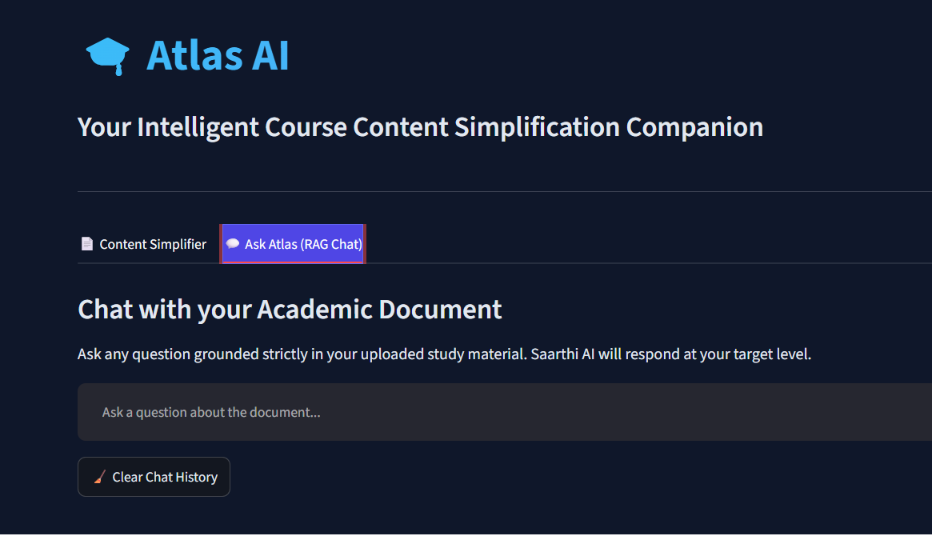 Atlas AI
Your Intelligent Course Content Simplification Companion
Content Simplifier
Ask Atlas (RAG Chat)
Chat with your Academic Document
Ask any question grounded strictly in your uploaded study material. Saarthi AI will respond at your target level.
Ask a question about the document...
Clear Chat History